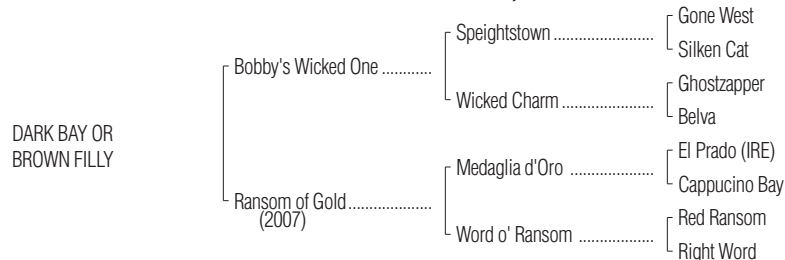 DARK BAY OR
BROWN FILLY
Bobby's Wicked One ............
Ransom of Gold....................
(2007)
Speightstown ........................
Wicked Charm ......................
Medaglia d'Oro ....................
Word o' Ransom ..................
Gone West
Silken Cat
Ghostzapper
Belva
El Prado (IRE)
Cappucino Bay
Red Ransom
Right Word